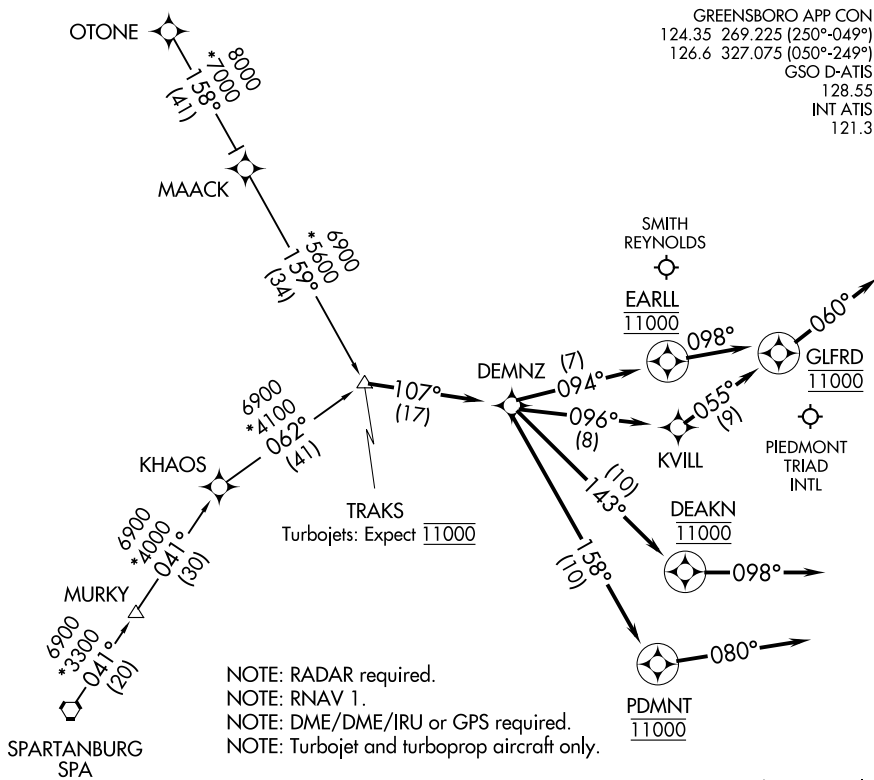 GREENSBORO APP CON
124.35 269.225 (250°-049°)
126.6 327.075 (050°-249°)
GSO D-ATIS
128.55
INT ATIS
121.3
OTONE
8000
*7000
158°
(41)
MAACK
6900
*5600
159°
(34)
SMITH
REYNOLDS
EARLL
11000
098°
060°
GLFRD
11000
DEMNZ
(7)
094°
107°
(17)
096°
(8)
055°
(9)
KVILL
PIEDMONT
TRIAD
INTL
6900
*4100
062°
(41)
KHAOS
TRAKS
Turbojets: Expect 11000
(10)
143°
DEAKN
11000
098°
158°
(10)
6900
*4000
041°
(30)
MURKY
6900
*3300
041°
(20)
080°
PDMNT
11000
NOTE: RADAR required.
NOTE: RNAV 1.
NOTE: DME/DME/IRU or GPS required.
NOTE: Turbojet and turboprop aircraft only.
SPARTANBURG
SPA